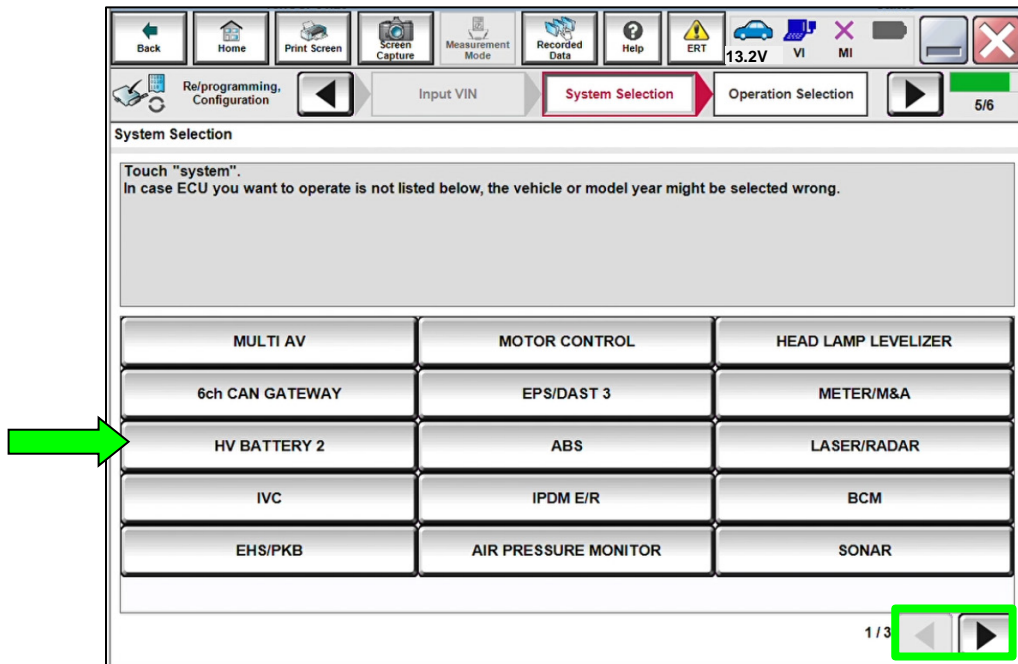 Back
Home
Print Screen
Screen
Capture
Measurement
Mode
Recorded
Data
Help
ERT
13.2V
VI
MI
Re/programming,
Configuration
Input VIN
System Selection
Operation Selection
5/6
System Selection
Touch "system".
In case ECU you want to operate is not listed below, the vehicle or model year might be selected wrong.
MULTI AV
MOTOR CONTROL
HEAD LAMP LEVELIZER
6ch CAN GATEWAY
EPS/DAST 3
METER/M&A
HV BATTERY 2
ABS
LASER/RADAR
IVC
IPDM E/R
BCM
EHS/PKB
AIR PRESSURE MONITOR
SONAR
1 / 3